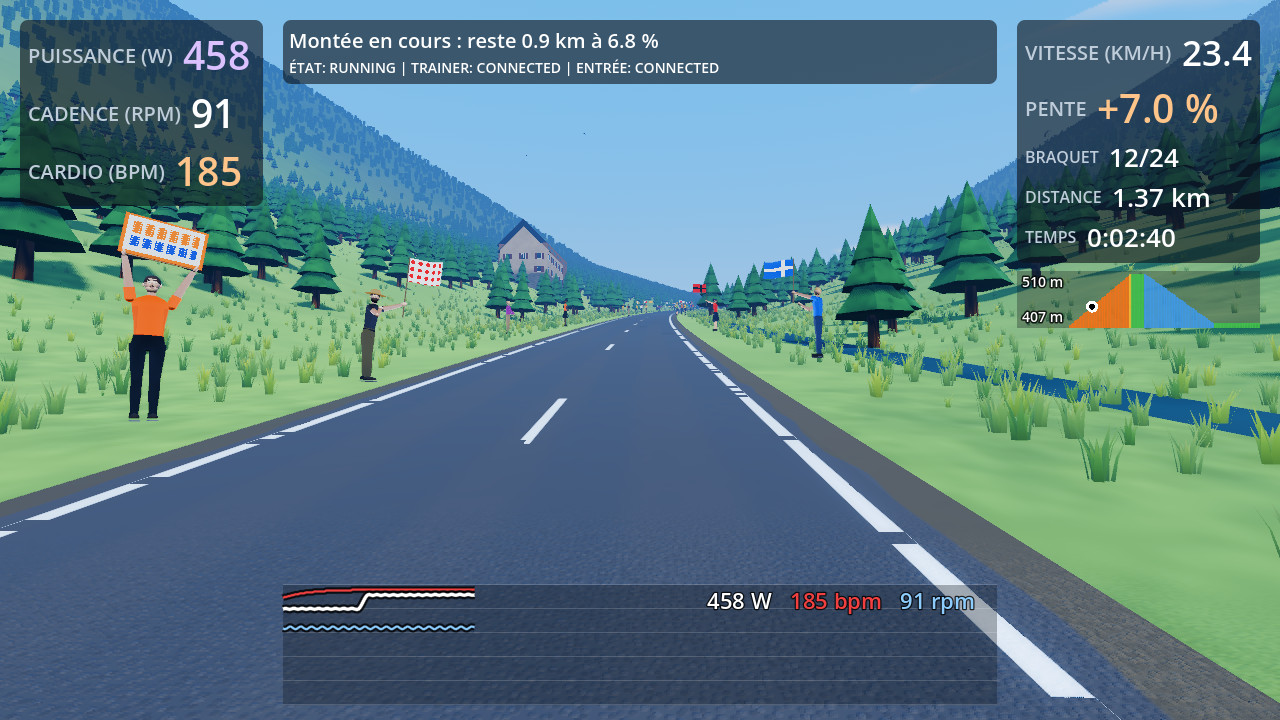 PUISSANCE (W) 458
CADENCE (RPM) 91
CARDIO (BPM) 185
Montée en cours : reste 0.9 km à 6.8 %
ÉTAT: RUNNING | TRAINER: CONNECTED | ENTRÉE: CONNECTED
VITESSE (KM/H) 23.4
PENTE +7.0 %
BRAQUET 12/24
DISTANCE 1.37 km
TEMPS 0:02:40
510 m
407 m
458 W 185 bpm 91 rpm